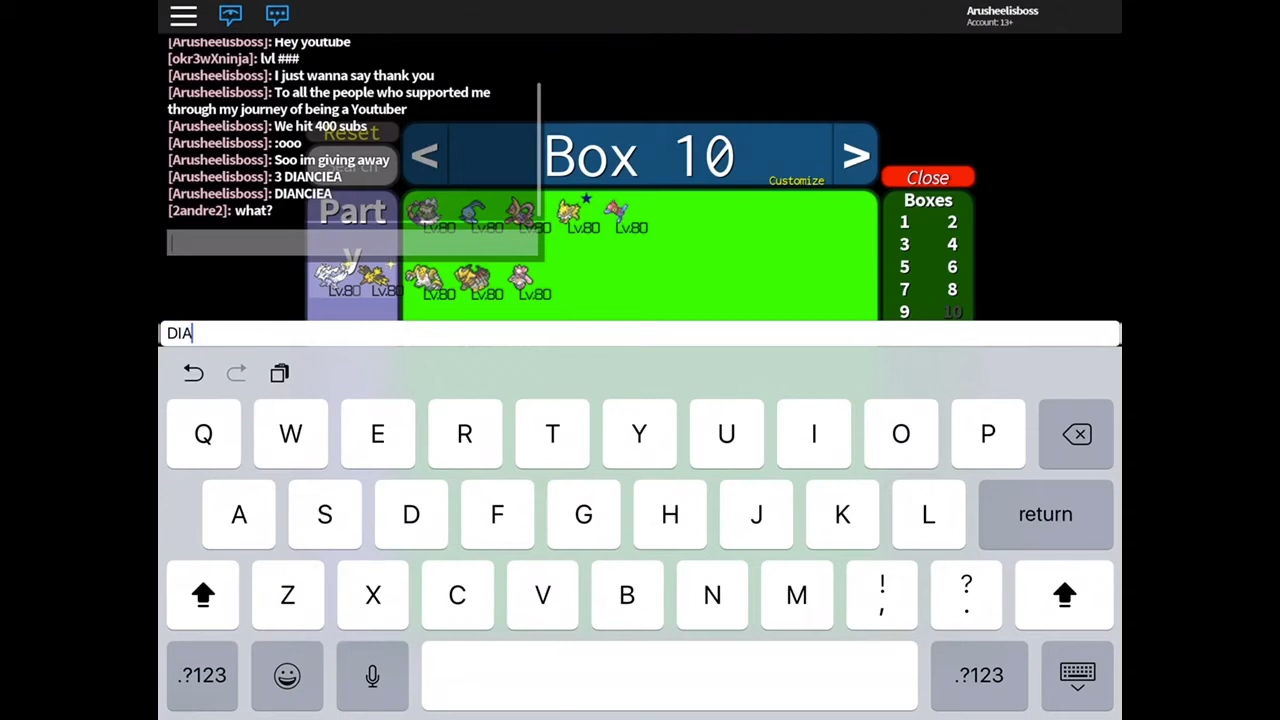 Arusheelisboss
Account: 13+
[Arusheelisboss]: Hey youtube
[okr3wXninja]: lvl ###
[Arusheelisboss]: I just wanna say thank you
[Arusheelisboss]: To all the people who supported me
through my journey of being a Youtuber
[Arusheelisboss]: We hit 400 subs
[Arusheelisboss]: :ooo
[Arusheelisboss]: Soo im giving away
[Arusheelisboss]: 3 DIANCIEA
[Arusheelisboss]: DIANCIEA
[2andre2]: what?
Reset
Search
< Box 10 >
Customize
Close
Party
Boxes
1 2
3 4
5 6
7 8
9 10
Lv.80 Lv.80 Lv.80 Lv.80 Lv.80
Lv.80 Lv.80 Lv.80 Lv.80 Lv.80
DIA
Q W E R T Y U I O P
A S D F G H J K L return
Z X C V B N M ! , ? .
.?123 .?123